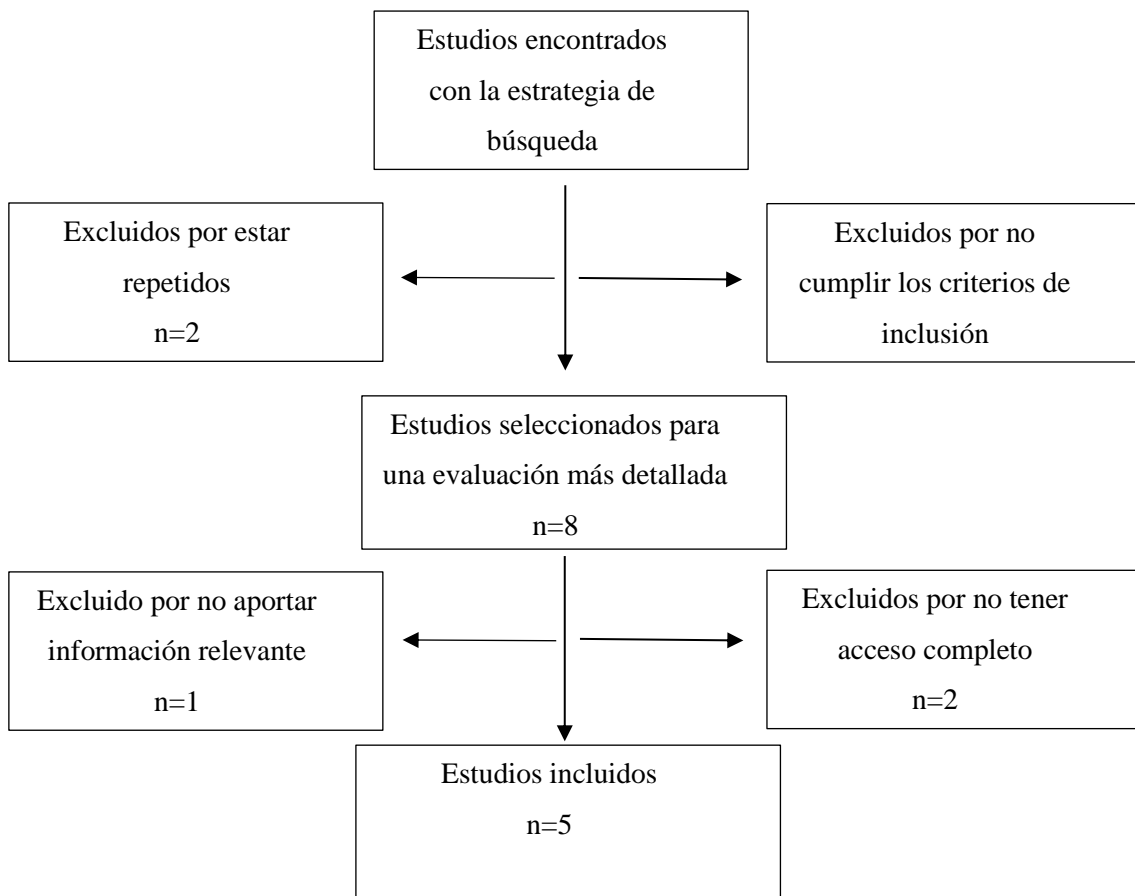 Estudios encontrados
con la estrategia de
búsqueda
Excluidos por estar
repetidos
n=2
Excluidos por no
cumplir los criterios de
inclusión
Estudios seleccionados para
una evaluación más detallada
n=8
Excluido por no aportar
información relevante
n=1
Excluidos por no tener
acceso completo
n=2
Estudios incluidos
n=5